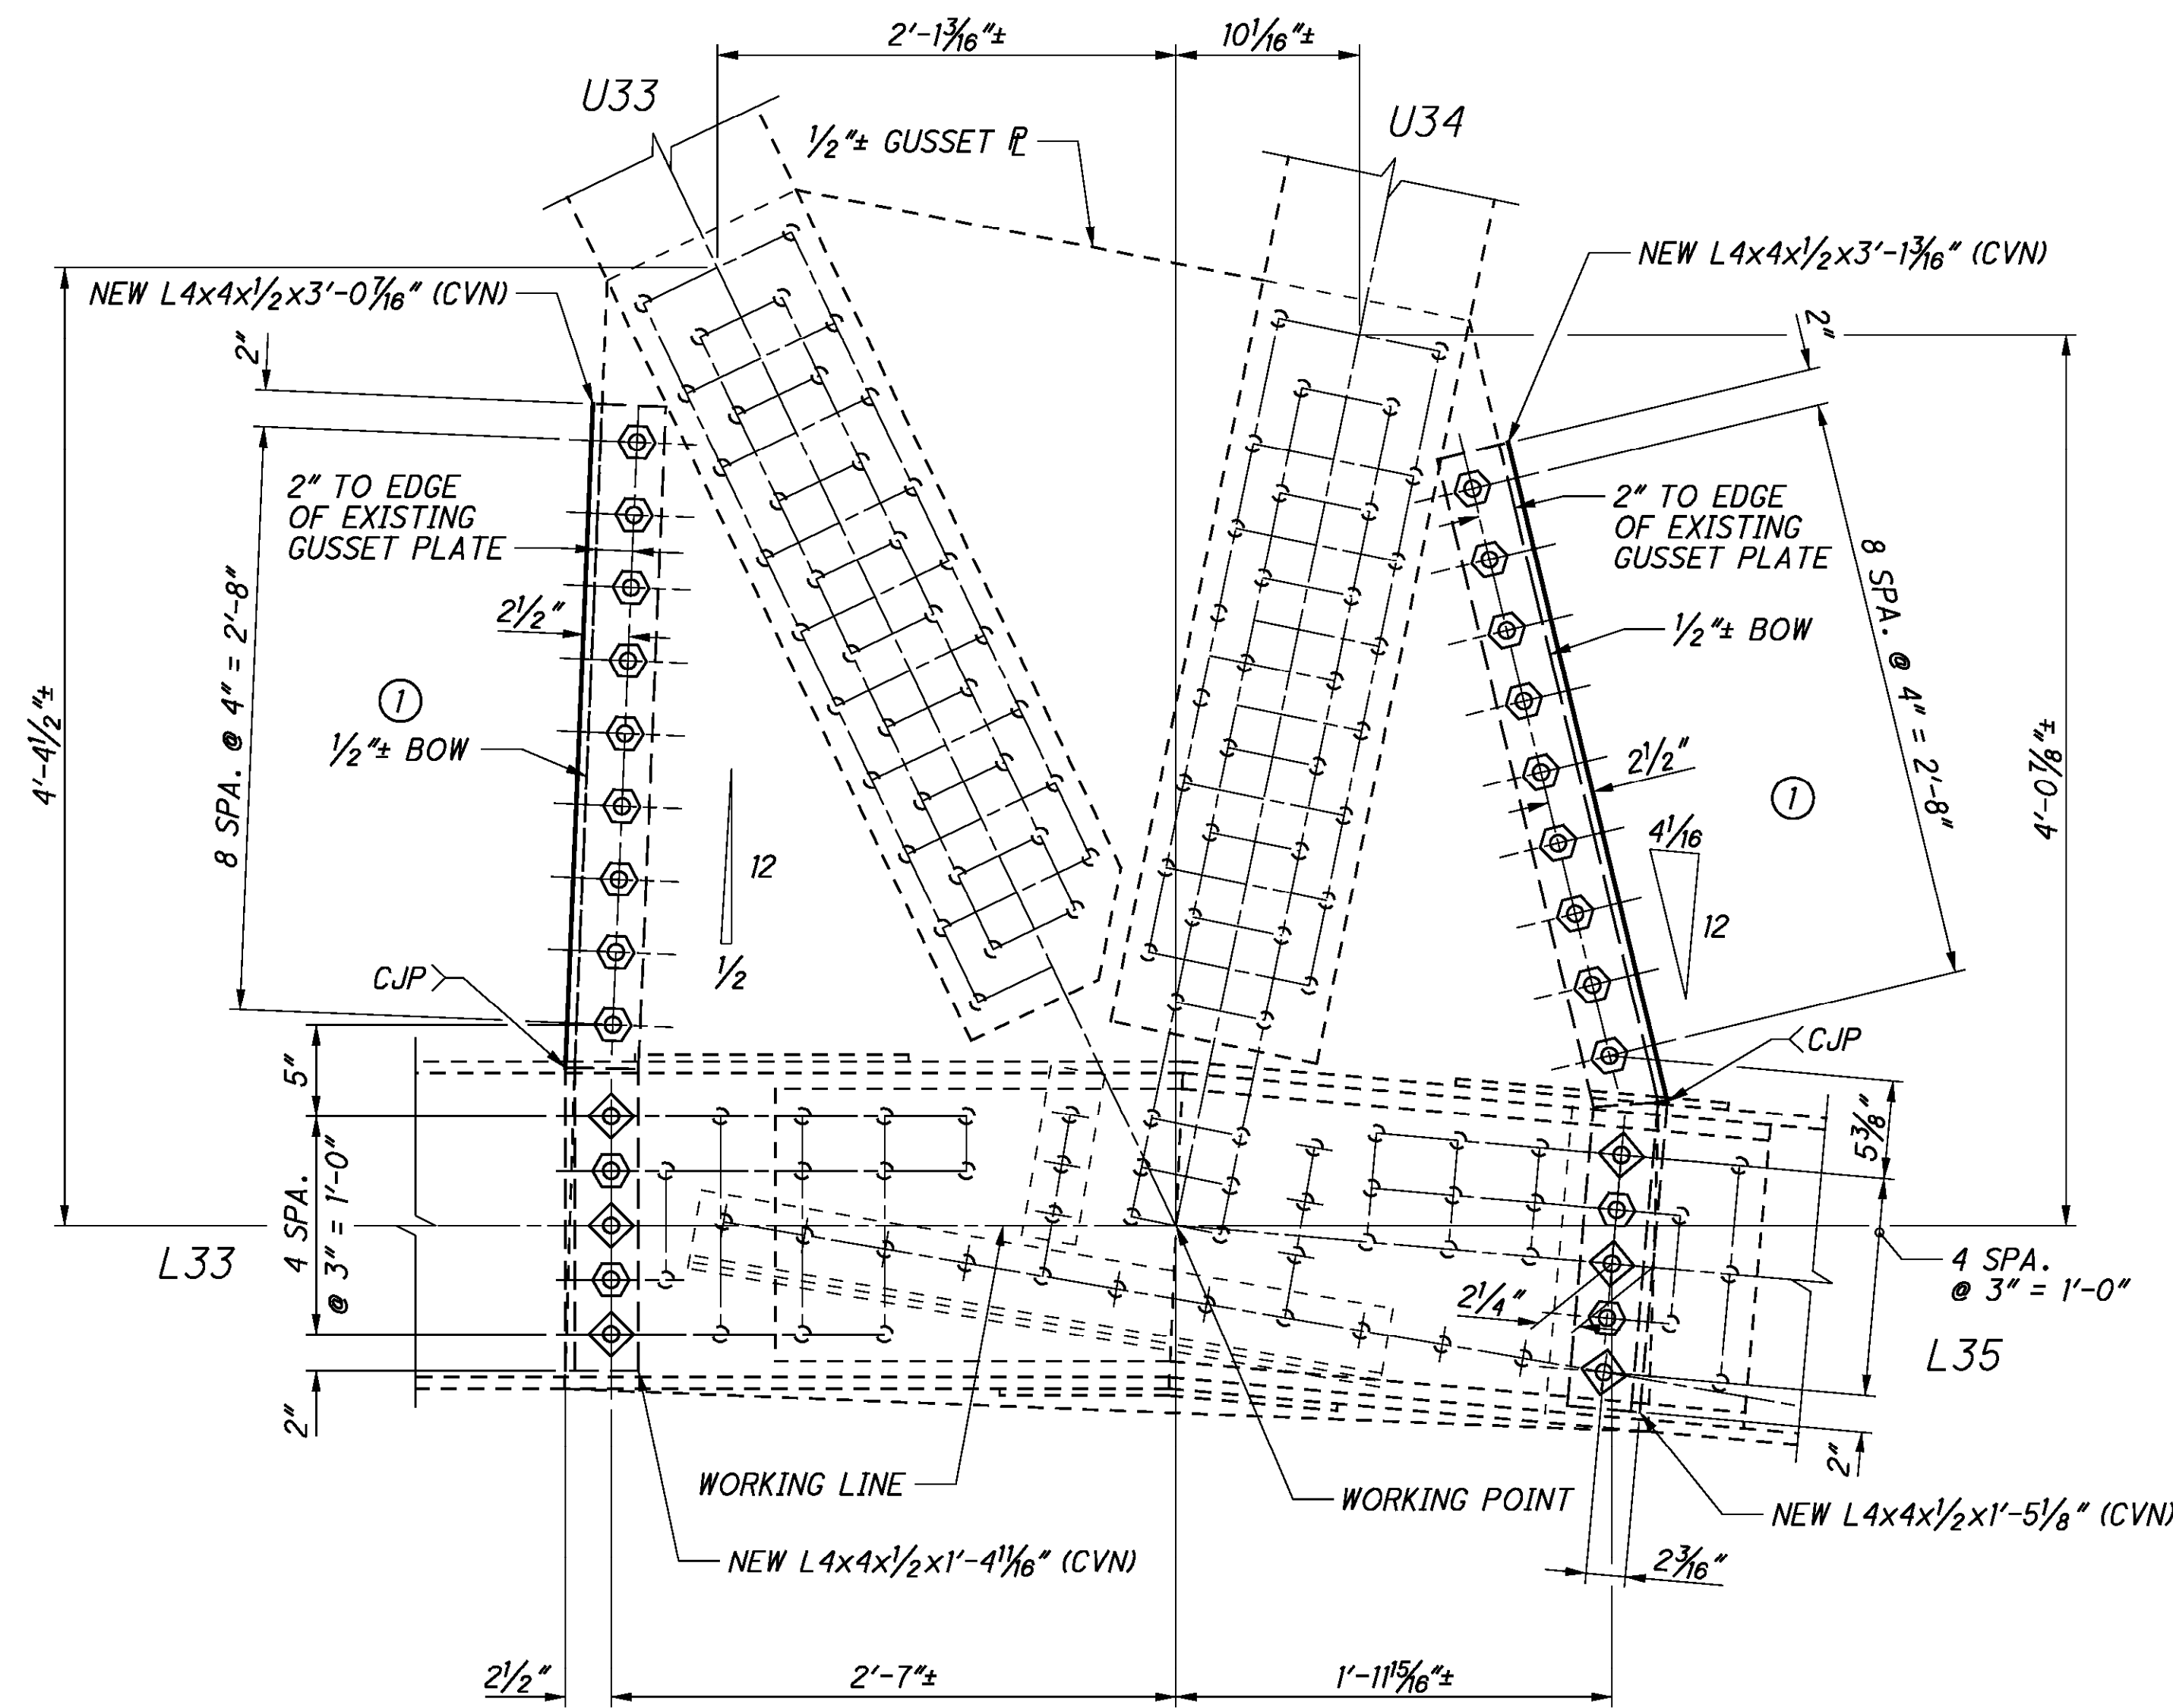 2'-1 3/16"±
10 1/16"±
U33
U34
1/2"± GUSSET ⅊
NEW L4x4x1/2x3'-0 7/16" (CVN)
NEW L4x4x1/2x3'-1 3/16" (CVN)
2"
2"
2" TO EDGE
OF EXISTING
GUSSET PLATE
2" TO EDGE
OF EXISTING
GUSSET PLATE
8 SPA. @ 4" = 2'-8"
8 SPA. @ 4" = 2'-8"
2 1/2"
1/2"± BOW
4'-4 1/2"±
1
1/2"± BOW
2 1/2"
1
4'-0 7/8"±
4 1/16
12
12
1/2
CJP
CJP
5"
5 3/8"
4 SPA.
@ 3" = 1'-0"
L33
4 SPA.
@ 3" = 1'-0"
2 1/4"
L35
2"
2"
WORKING LINE
WORKING POINT
NEW L4x4x1/2x1'-5 1/8" (CVN)
NEW L4x4x1/2x1'-4 11/16" (CVN)
2 3/16"
2 1/2"
2'-7"±
1'-11 15/16"±